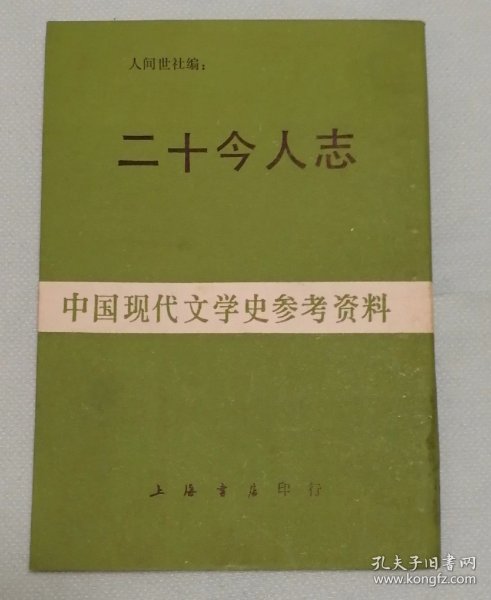 人间世社编：
二十今人志
中国现代文学史参考资料
上海书店印行
孔夫子旧书网
www.kongfz.com